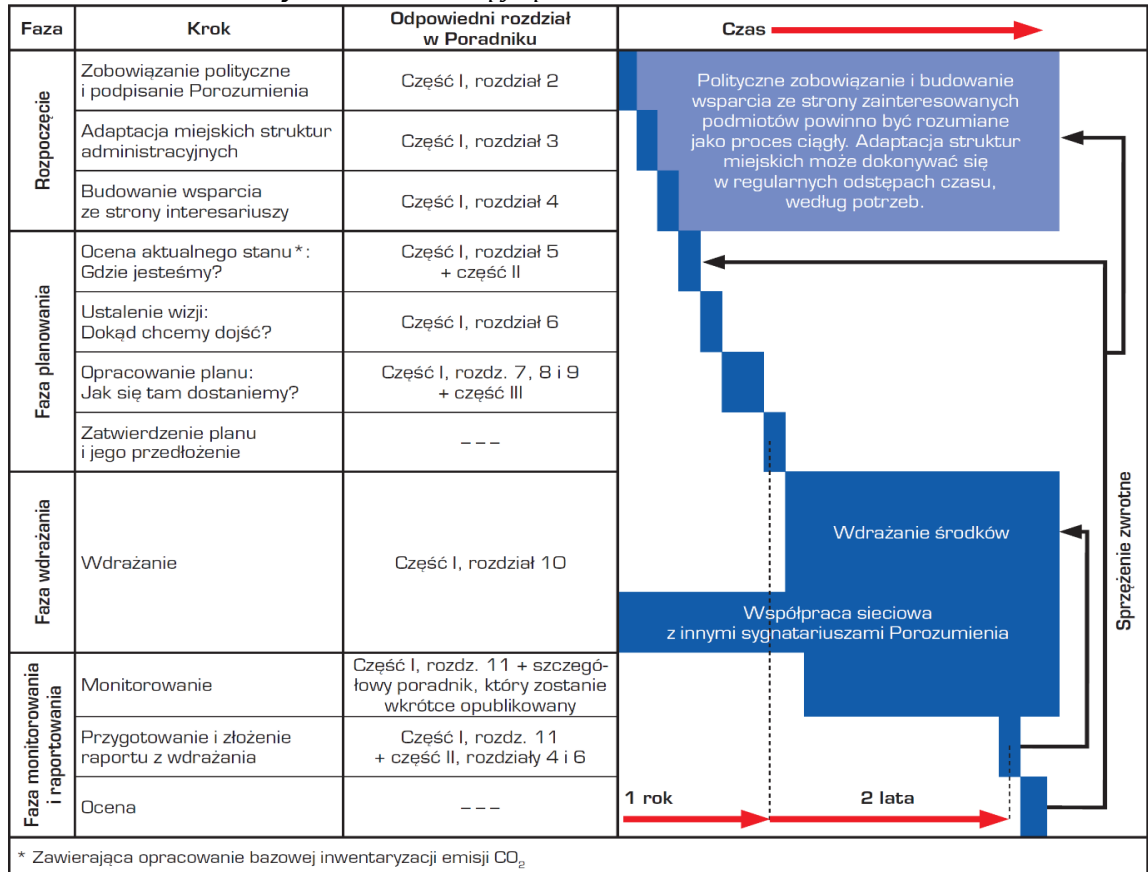 Faza
Krok
Odpowiedni rozdział
w Poradniku
Czas
Rozpoczęcie
Zobowiązanie polityczne
i podpisanie Porozumienia
Część I, rozdział 2
Adaptacja miejskich struktur
administracyjnych
Część I, rozdział 3
Budowanie wsparcia
ze strony interesariuszy
Część I, rozdział 4
Polityczne zobowiązanie i budowanie
wsparcia ze strony zainteresowanych
podmiotów powinno być rozumiane
jako proces ciągły. Adaptacja struktur
miejskich może dokonywać się
w regularnych odstępach czasu,
według potrzeb.
Faza planowania
Ocena aktualnego stanu*:
Gdzie jesteśmy?
Część I, rozdział 5
+ część II
Ustalenie wizji:
Dokąd chcemy dojść?
Część I, rozdział 6
Opracowanie planu:
Jak się tam dostaniemy?
Część I, rozdz. 7, 8 i 9
+ część III
Zatwierdzenie planu
i jego przedłożenie
– – –
Faza wdrażania
Wdrażanie
Część I, rozdział 10
Wdrażanie środków
Współpraca sieciowa
z innymi sygnatariuszami Porozumienia
Faza monitorowania
i raportowania
Monitorowanie
Część I, rozdz. 11 + szczegó-
łowy poradnik, który zostanie
wkrótce opublikowany
Przygotowanie i złożenie
raportu z wdrażania
Część I, rozdz. 11
+ część II, rozdziały 4 i 6
Ocena
– – –
1 rok
2 lata
Sprzężenie zwrotne
* Zawierająca opracowanie bazowej inwentaryzacji emisji CO₂